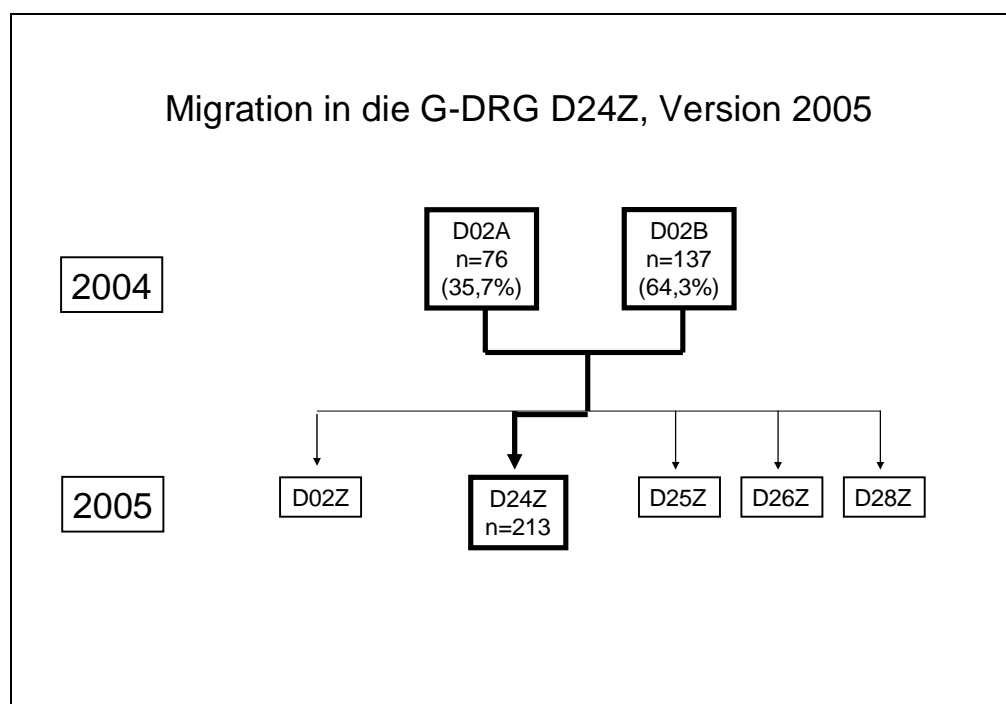 Migration in die G-DRG D24Z, Version 2005
2004
D02A
n=76
(35,7%)
D02B
n=137
(64,3%)
2005
D02Z
D24Z
n=213
D25Z
D26Z
D28Z